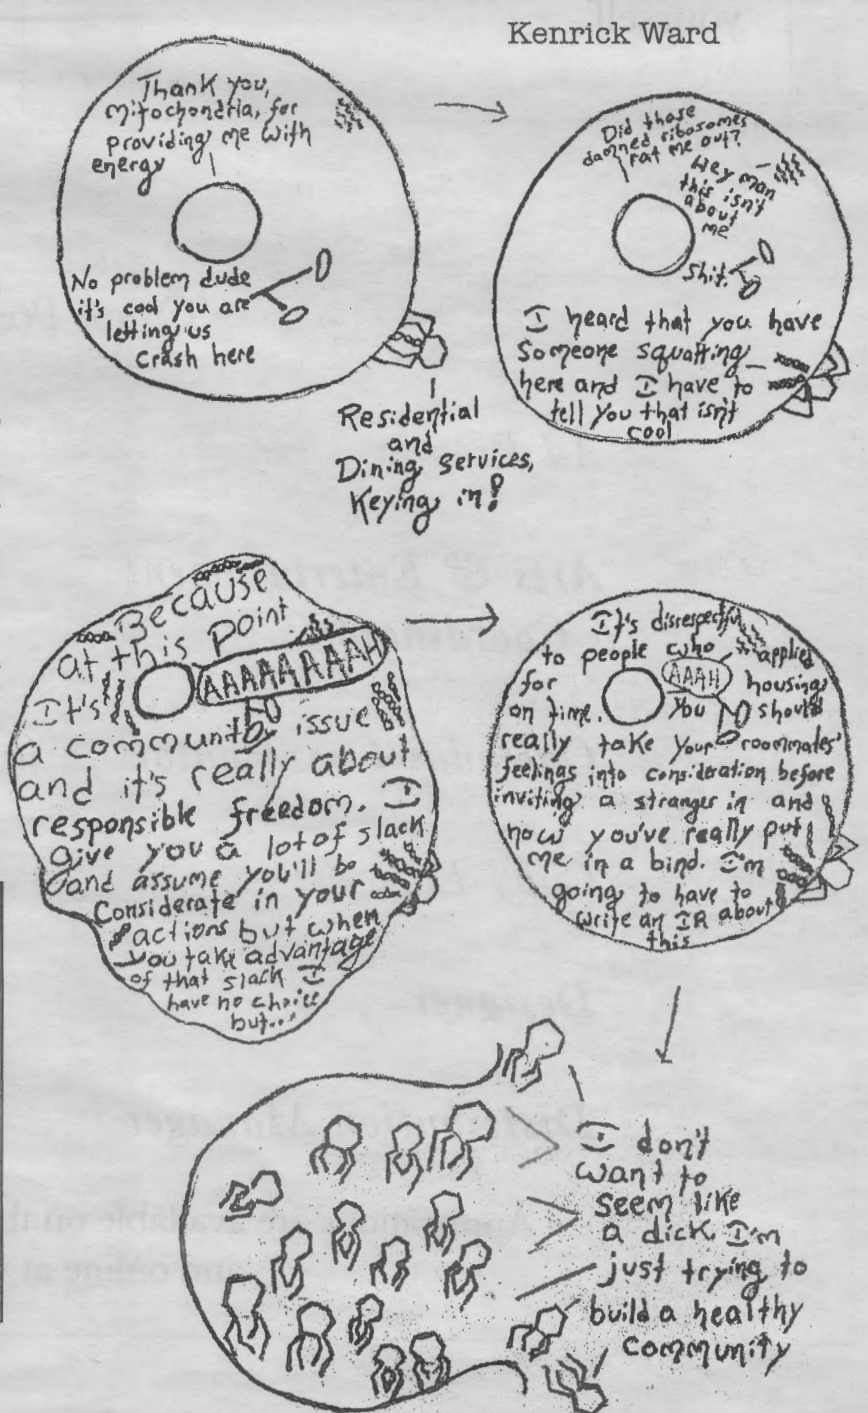 Kenrick Ward
Thank you,
mitochondria, for
providing me with
energy
No problem dude
it's cool you are
letting us
crash here
Residential
and
Dining Services,
Keying in!
Did those
damned ribosomes
rat me out?
Hey man
this isn't
about
me
Shit.
I heard that you have
someone squatting
here and I have to
tell you that isn't
cool
Because
at this point
AAAAAAAAAH
It's
a community issue
and it's really about
responsible freedom. I
give you a lot of slack
and assume you'll be
considerate in your
actions but when
you take advantage
of that slack I
have no choice
but...
It's disrespectful
to people who applied
AAAH
for housing
on time. You should
really take your roommates'
feelings into consideration before
inviting a stranger in and
now you've really put
me in a bind. I'm
going to have to
write an IR about
this
I don't
want to
seem like
a dick. I'm
just trying to
build a healthy
community